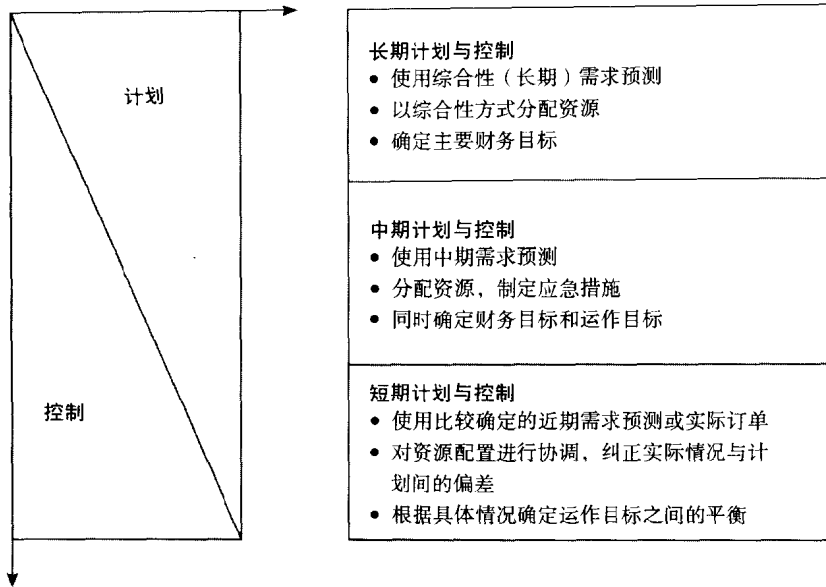 计划
控制
长期计划与控制
• 使用综合性（长期）需求预测
• 以综合性方式分配资源
• 确定主要财务目标
中期计划与控制
• 使用中期需求预测
• 分配资源，制定应急措施
• 同时确定财务目标和运作目标
短期计划与控制
• 使用比较确定的近期需求预测或实际订单
• 对资源配置进行协调，纠正实际情况与计
划间的偏差
• 根据具体情况确定运作目标之间的平衡